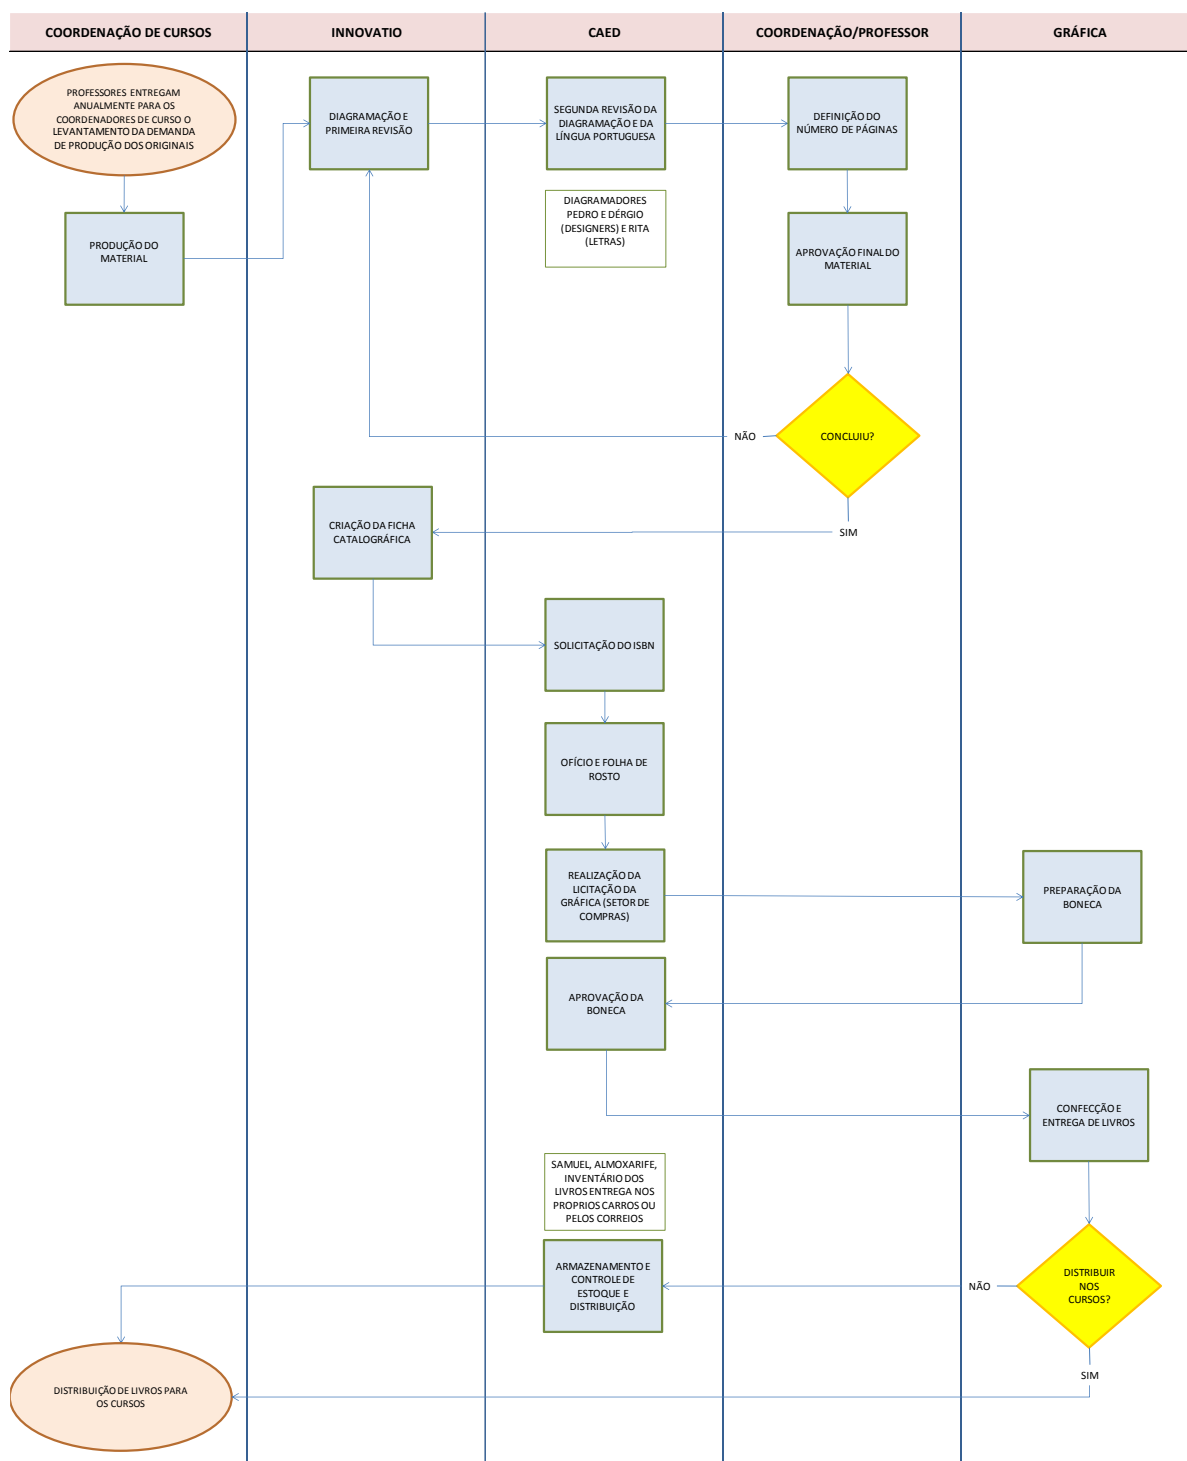 COORDENAÇÃO DE CURSOS
INNOVATIO
CAED
COORDENAÇÃO/PROFESSOR
GRÁFICA
PROFESSORES ENTREGAM
ANUALMENTE PARA OS
COORDENADORES DE CURSO O
LEVANTAMENTO DA DEMANDA
DE PRODUÇÃO DOS ORIGINAIS
DIAGRAMAÇÃO E
PRIMEIRA REVISÃO
SEGUNDA REVISÃO DA
DIAGRAMAÇÃO E DA
LÍNGUA PORTUGUESA
DEFINIÇÃO DO
NÚMERO DE PÁGINAS
DIAGRAMADORES
PEDRO E DÉRGIO
(DESIGNERS) E RITA
(LETRAS)
PRODUÇÃO DO
MATERIAL
APROVAÇÃO FINAL DO
MATERIAL
NÃO
CONCLUIU?
SIM
CRIAÇÃO DA FICHA
CATALOGRÁFICA
SOLICITAÇÃO DO ISBN
OFÍCIO E FOLHA DE
ROSTO
REALIZAÇÃO DA
LICITAÇÃO DA
GRÁFICA (SETOR DE
COMPRAS)
PREPARAÇÃO DA
BONECA
APROVAÇÃO DA
BONECA
CONFECÇÃO E
ENTREGA DE LIVROS
SAMUEL, ALMOXARIFE,
INVENTÁRIO DOS
LIVROS ENTREGA NOS
PROPRIOS CARROS OU
PELOS CORREIOS
ARMAZENAMENTO E
CONTROLE DE
ESTOQUE E
DISTRIBUIÇÃO
NÃO
DISTRIBUIR
NOS
CURSOS?
SIM
DISTRIBUIÇÃO DE LIVROS PARA
OS CURSOS